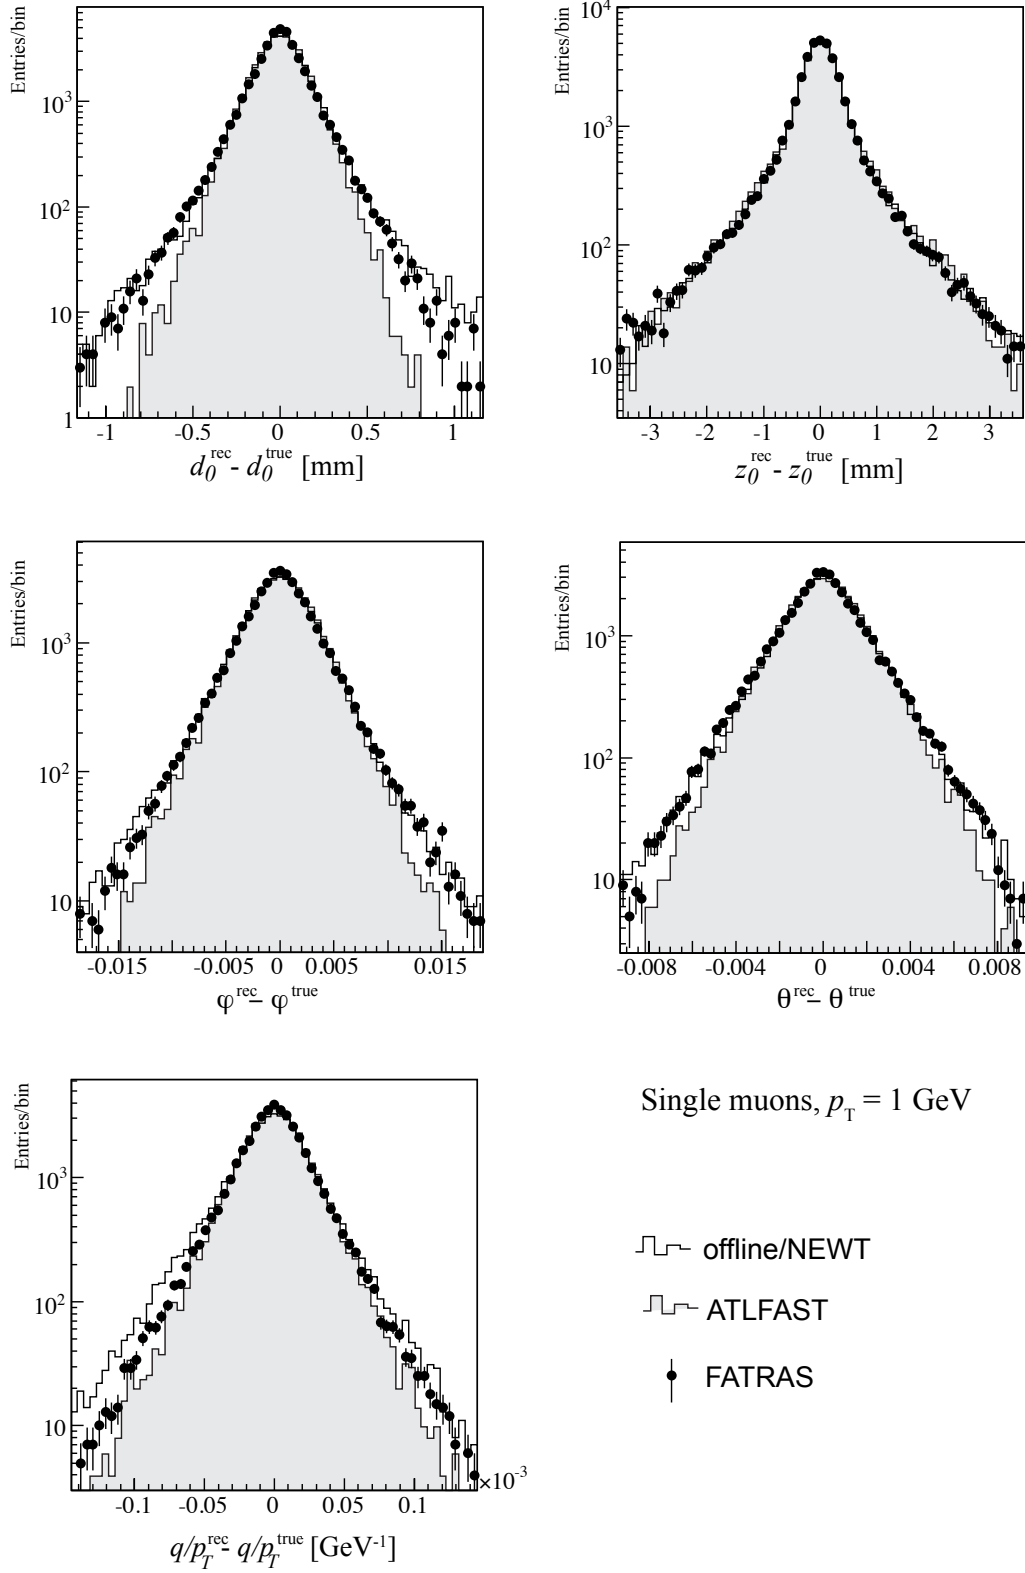 Entries/bin
10³
10²
10
1
-1 -0.5 0 0.5 1
d₀^rec - d₀^true [mm]
Entries/bin
10⁴
10³
10²
10
-3 -2 -1 0 1 2 3
z₀^rec - z₀^true [mm]
Entries/bin
10³
10²
10
-0.015 -0.005 0 0.005 0.015
φ^rec – φ^true
Entries/bin
10³
10²
10
-0.008 -0.004 0 0.004 0.008
θ^rec – θ^true
Entries/bin
10³
10²
10
-0.1 -0.05 0 0.05 0.1
×10⁻³
q/p_T^rec - q/p_T^true [GeV⁻¹]
Single muons, p_T = 1 GeV
offline/NEWT
ATLFAST
FATRAS